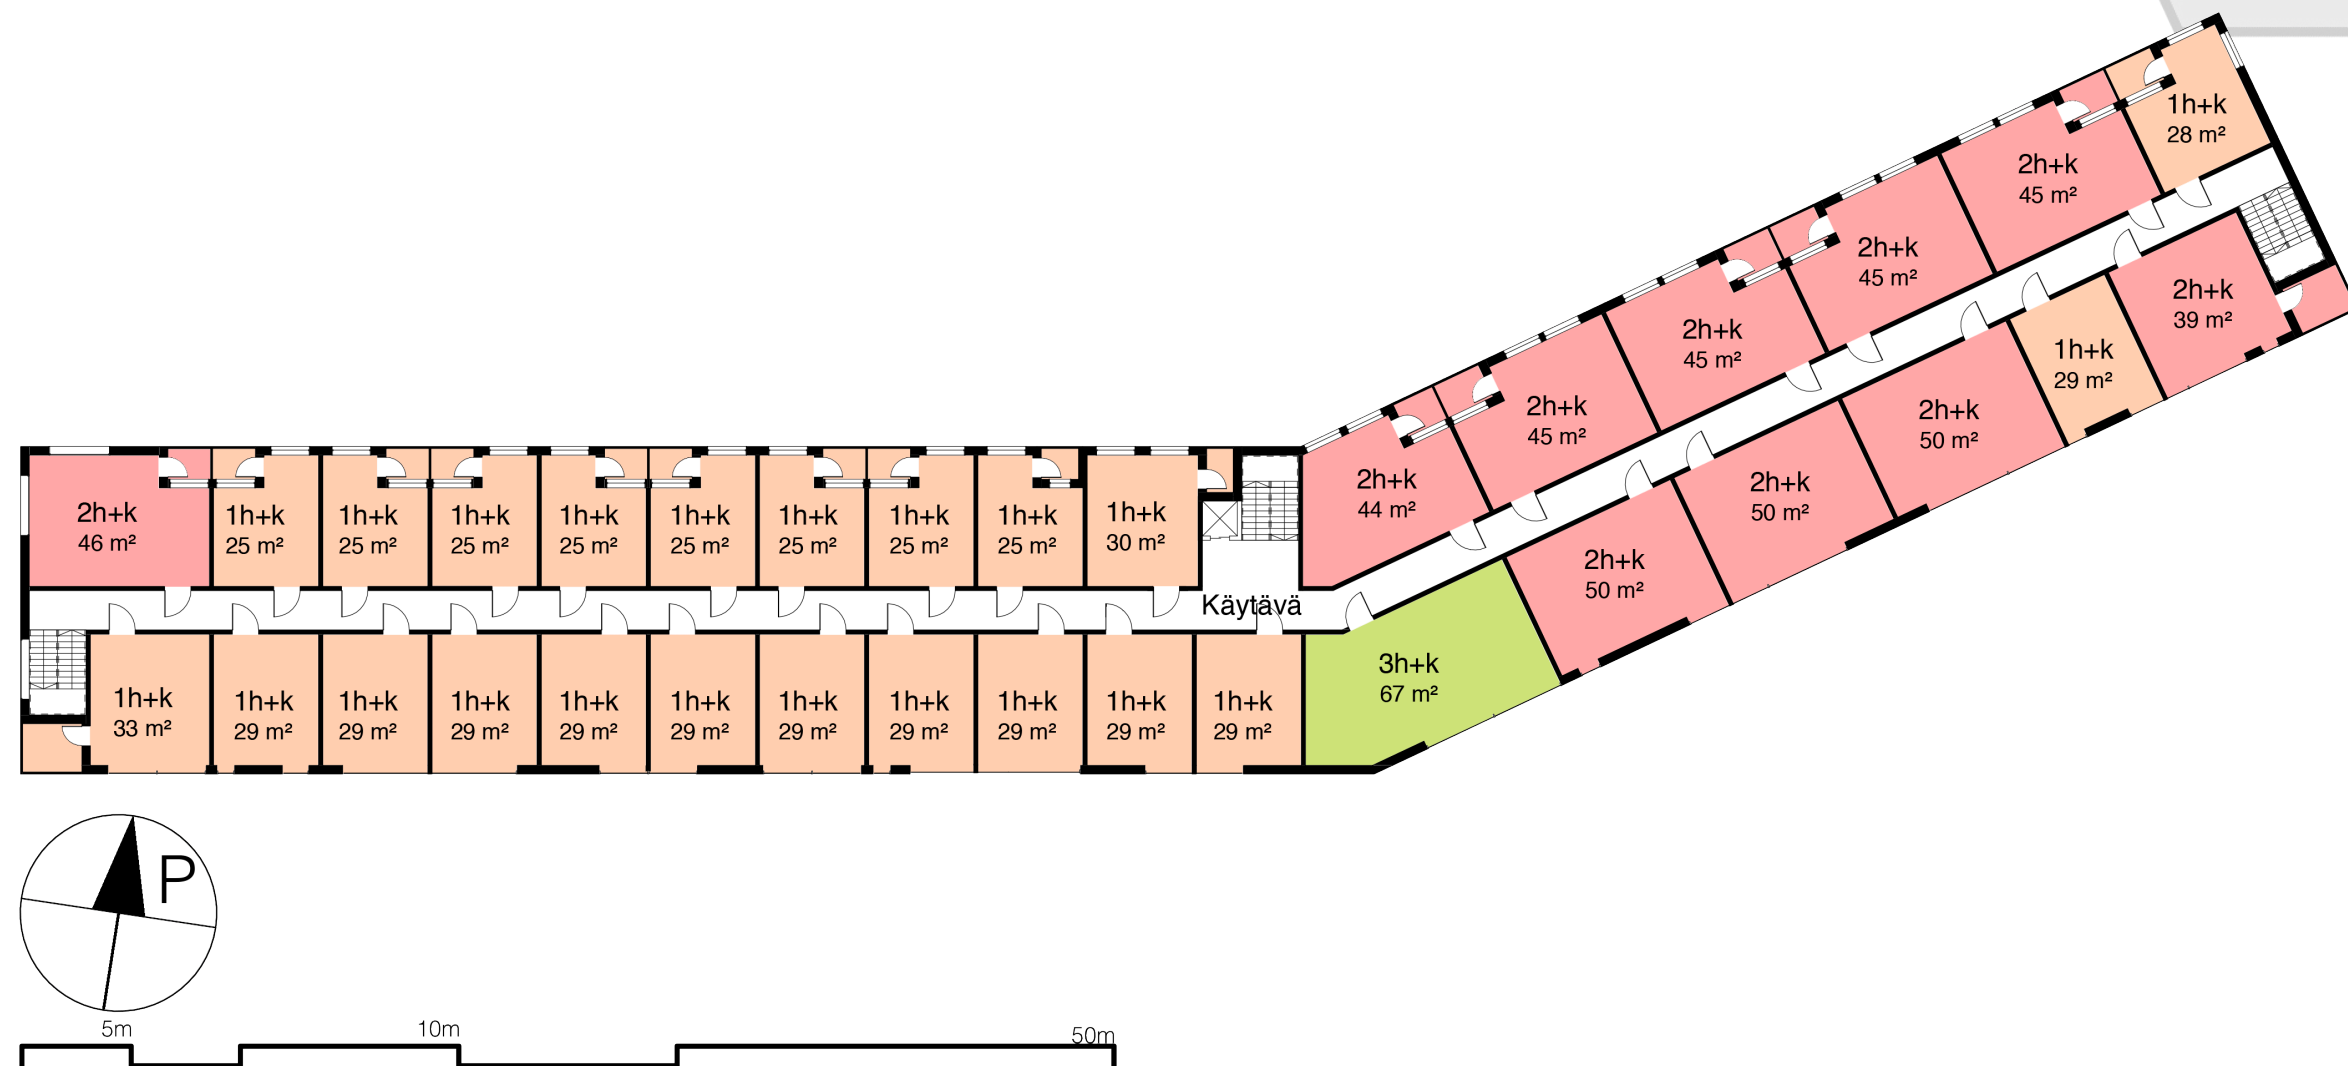 1h+k
28 m²
2h+k
45 m²
2h+k
45 m²
2h+k
45 m²
2h+k
45 m²
2h+k
44 m²
2h+k
39 m²
1h+k
29 m²
2h+k
50 m²
2h+k
50 m²
2h+k
50 m²
2h+k
46 m²
1h+k
25 m²
1h+k
25 m²
1h+k
25 m²
1h+k
25 m²
1h+k
25 m²
1h+k
25 m²
1h+k
25 m²
1h+k
25 m²
1h+k
30 m²
Käytävä
1h+k
33 m²
1h+k
29 m²
1h+k
29 m²
1h+k
29 m²
1h+k
29 m²
1h+k
29 m²
1h+k
29 m²
1h+k
29 m²
1h+k
29 m²
1h+k
29 m²
1h+k
29 m²
3h+k
67 m²
P
5m
10m
50m